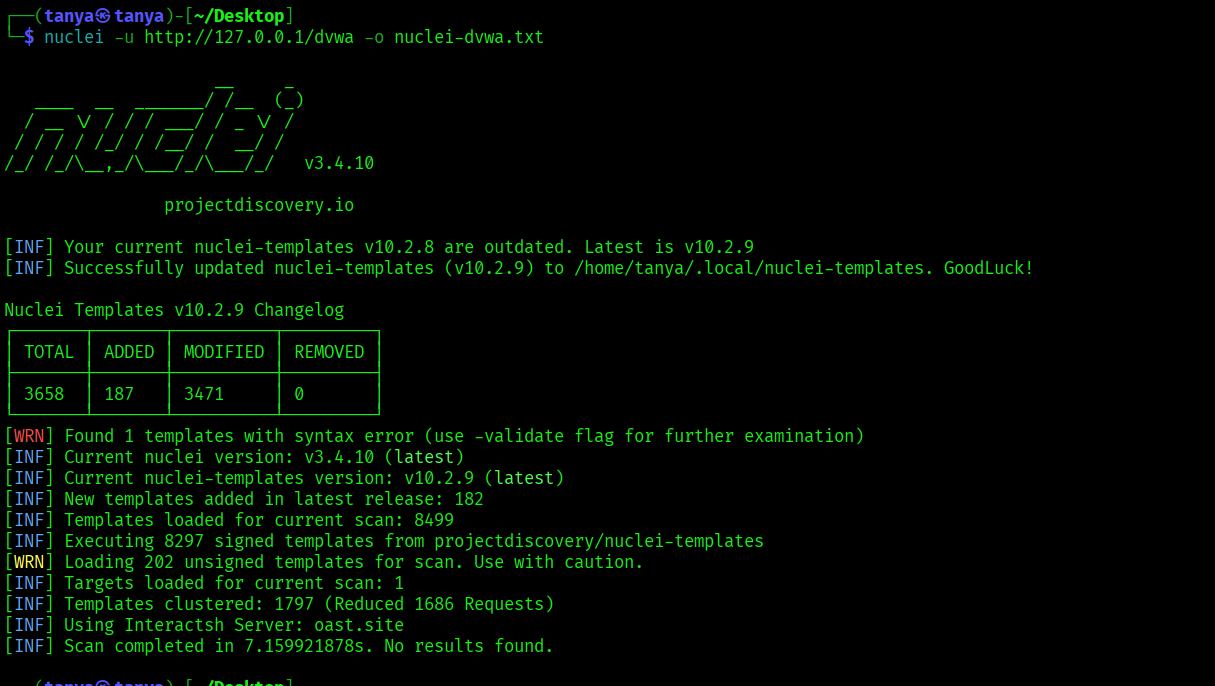 ┌──(tanya㉿tanya)-[~/Desktop]
└─$ nuclei -u http://127.0.0.1/dvwa -o nuclei-dvwa.txt
                     __     _
   ____  __  _______/ /__  (_)
  / __ \/ / / / ___/ / _ \/ /
 / / / / /_/ / /__/ /  __/ /
/_/ /_/\__,_/\___/_/\___/_/   v3.4.10
projectdiscovery.io
[INF] Your current nuclei-templates v10.2.8 are outdated. Latest is v10.2.9
[INF] Successfully updated nuclei-templates (v10.2.9) to /home/tanya/.local/nuclei-templates. GoodLuck!
Nuclei Templates v10.2.9 Changelog
TOTAL │ ADDED │ MODIFIED │ REMOVED
3658 │ 187 │ 3471 │ 0
[WRN] Found 1 templates with syntax error (use -validate flag for further examination)
[INF] Current nuclei version: v3.4.10 (latest)
[INF] Current nuclei-templates version: v10.2.9 (latest)
[INF] New templates added in latest release: 182
[INF] Templates loaded for current scan: 8499
[INF] Executing 8297 signed templates from projectdiscovery/nuclei-templates
[WRN] Loading 202 unsigned templates for scan. Use with caution.
[INF] Targets loaded for current scan: 1
[INF] Templates clustered: 1797 (Reduced 1686 Requests)
[INF] Using Interactsh Server: oast.site
[INF] Scan completed in 7.159921878s. No results found.
┌──(tanya㉿tanya)-[~/Desktop]